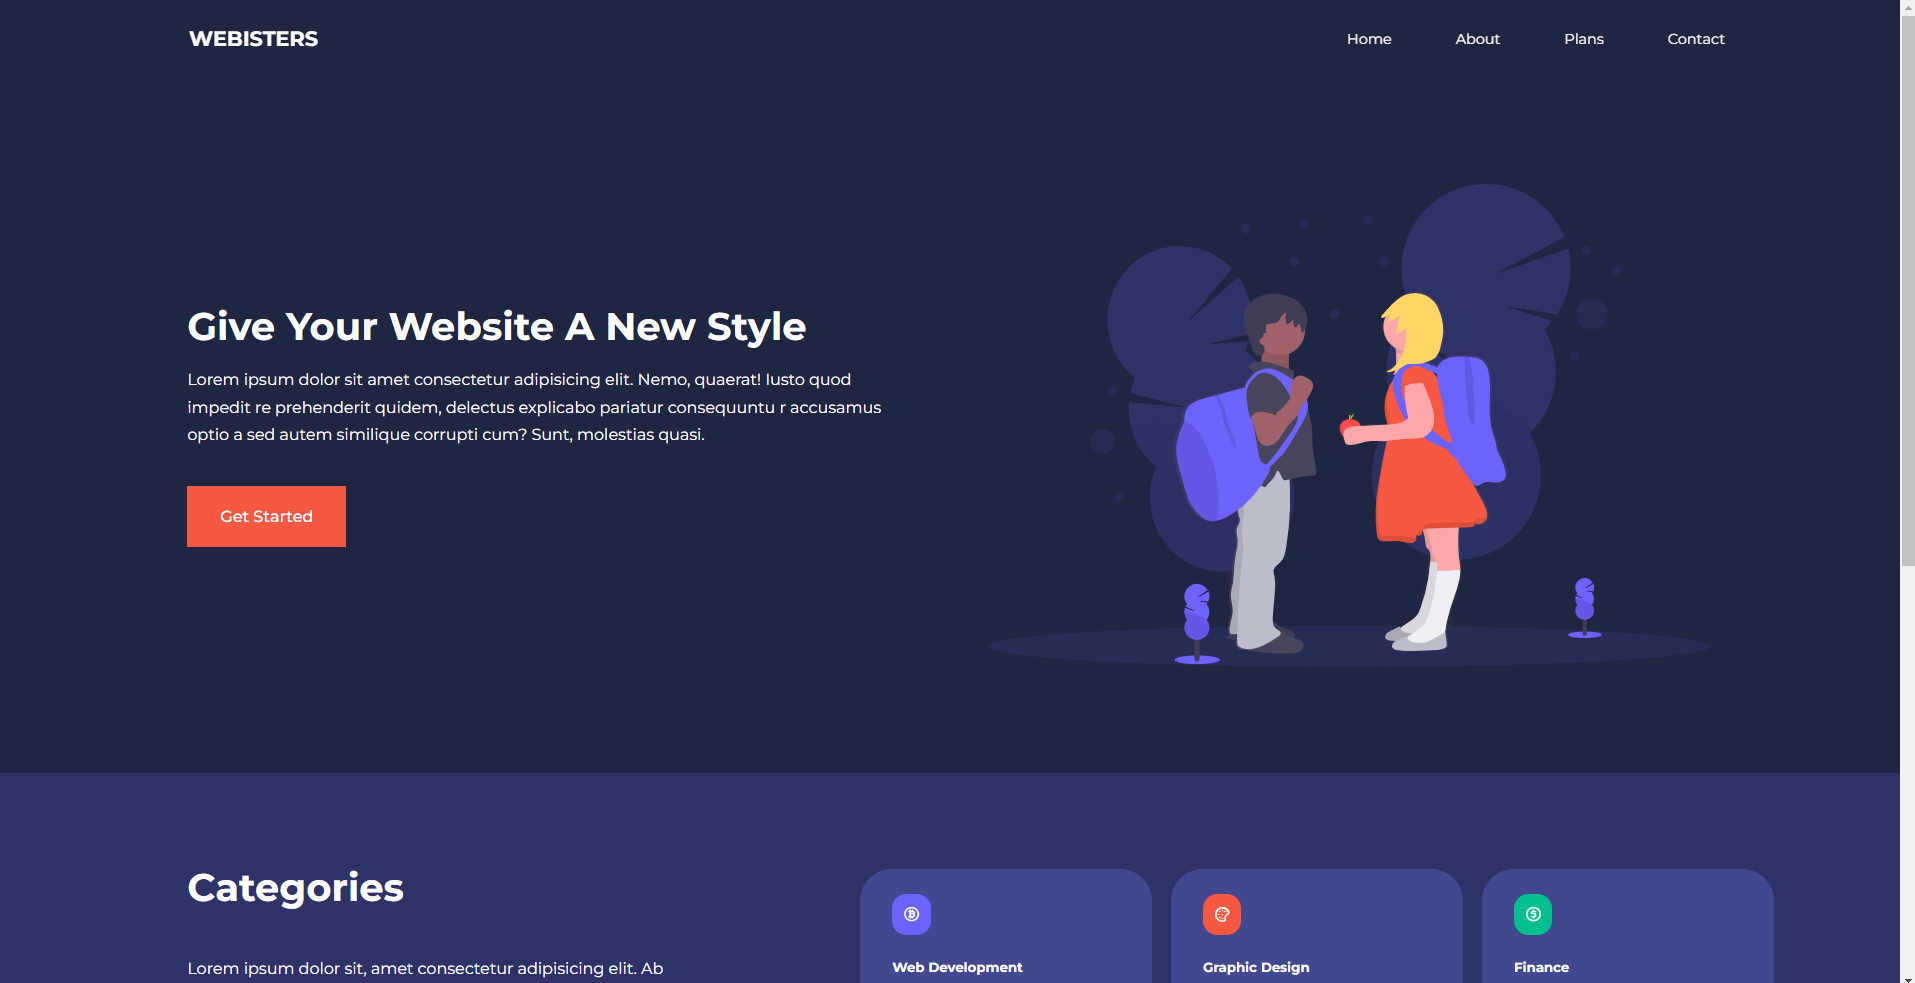 WEBISTERS
Home
About
Plans
Contact
Give Your Website A New Style
Lorem ipsum dolor sit amet consectetur adipisicing elit. Nemo, quaerat! Iusto quod
impedit re prehenderit quidem, delectus explicabo pariatur consequuntu r accusamus
optio a sed autem similique corrupti cum? Sunt, molestias quasi.
Get Started
Categories
Lorem ipsum dolor sit, amet consectetur adipisicing elit. Ab
Web Development
Graphic Design
Finance